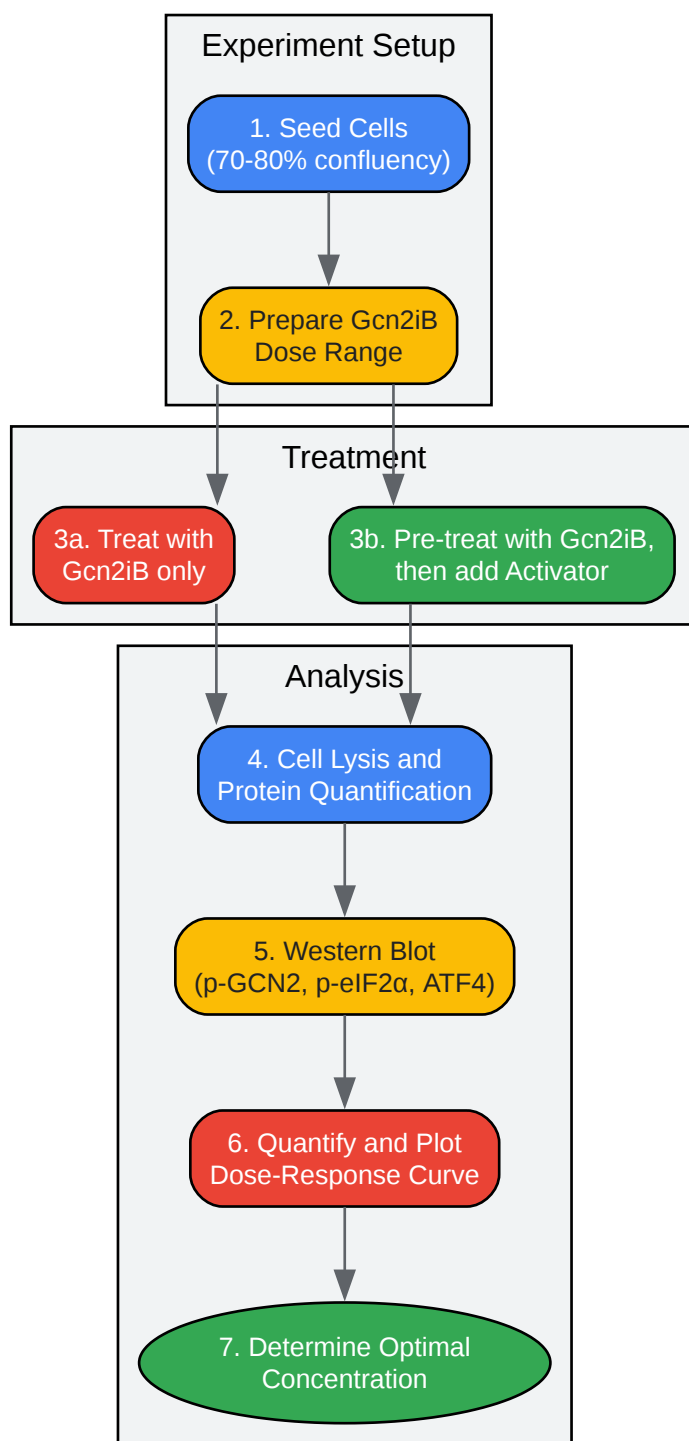 Experiment Setup
1. Seed Cells
(70-80% confluency)
2. Prepare Gcn2iB
Dose Range
Treatment
3a. Treat with
Gcn2iB only
3b. Pre-treat with Gcn2iB,
then add Activator
Analysis
4. Cell Lysis and
Protein Quantification
5. Western Blot
(p-GCN2, p-eIF2α, ATF4)
6. Quantify and Plot
Dose-Response Curve
7. Determine Optimal
Concentration